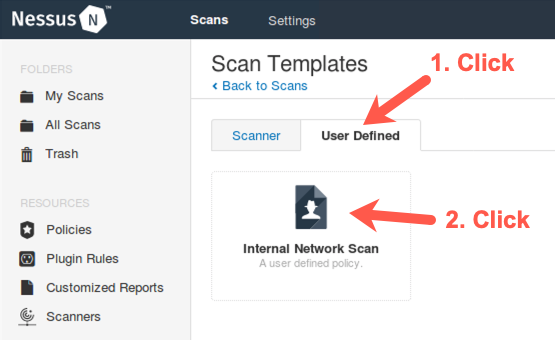 Nessus N ™
Scans
Settings
FOLDERS
My Scans
All Scans
Trash
RESOURCES
Policies
Plugin Rules
Customized Reports
Scanners
Scan Templates
‹ Back to Scans
1. Click
Scanner
User Defined
2. Click
Internal Network Scan
A user defined policy.